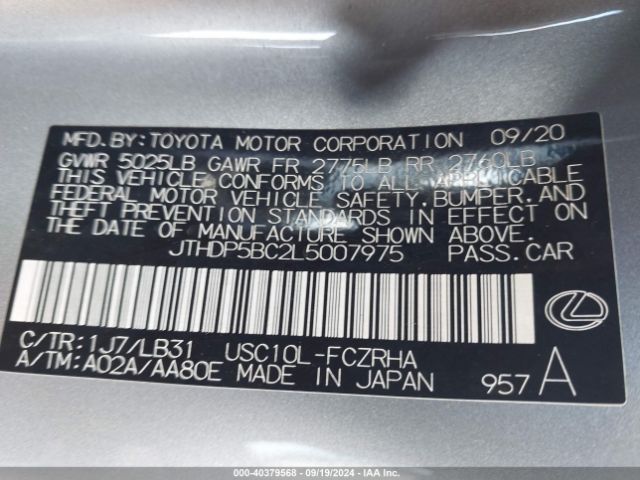 MFD.BY:TOYOTA MOTOR CORPORATION 09/20
GVWR 5025LB GAWR FR 2775LB RR 2760LB
THIS VEHICLE CONFORMS TO ALL APPLICABLE
FEDERAL MOTOR VEHICLE SAFETY,BUMPER,AND
THEFT PREVENTION STANDARDS IN EFFECT ON
THE DATE OF MANUFACTURE SHOWN ABOVE.
JTHDP5BC2L5007975 PASS.CAR
C/TR:1J7/LB31 USC10L-FCZRHA
A/TM:A02A/AA80E MADE IN JAPAN 957 A
000-40379568 - 09/19/2024 - IAA Inc.